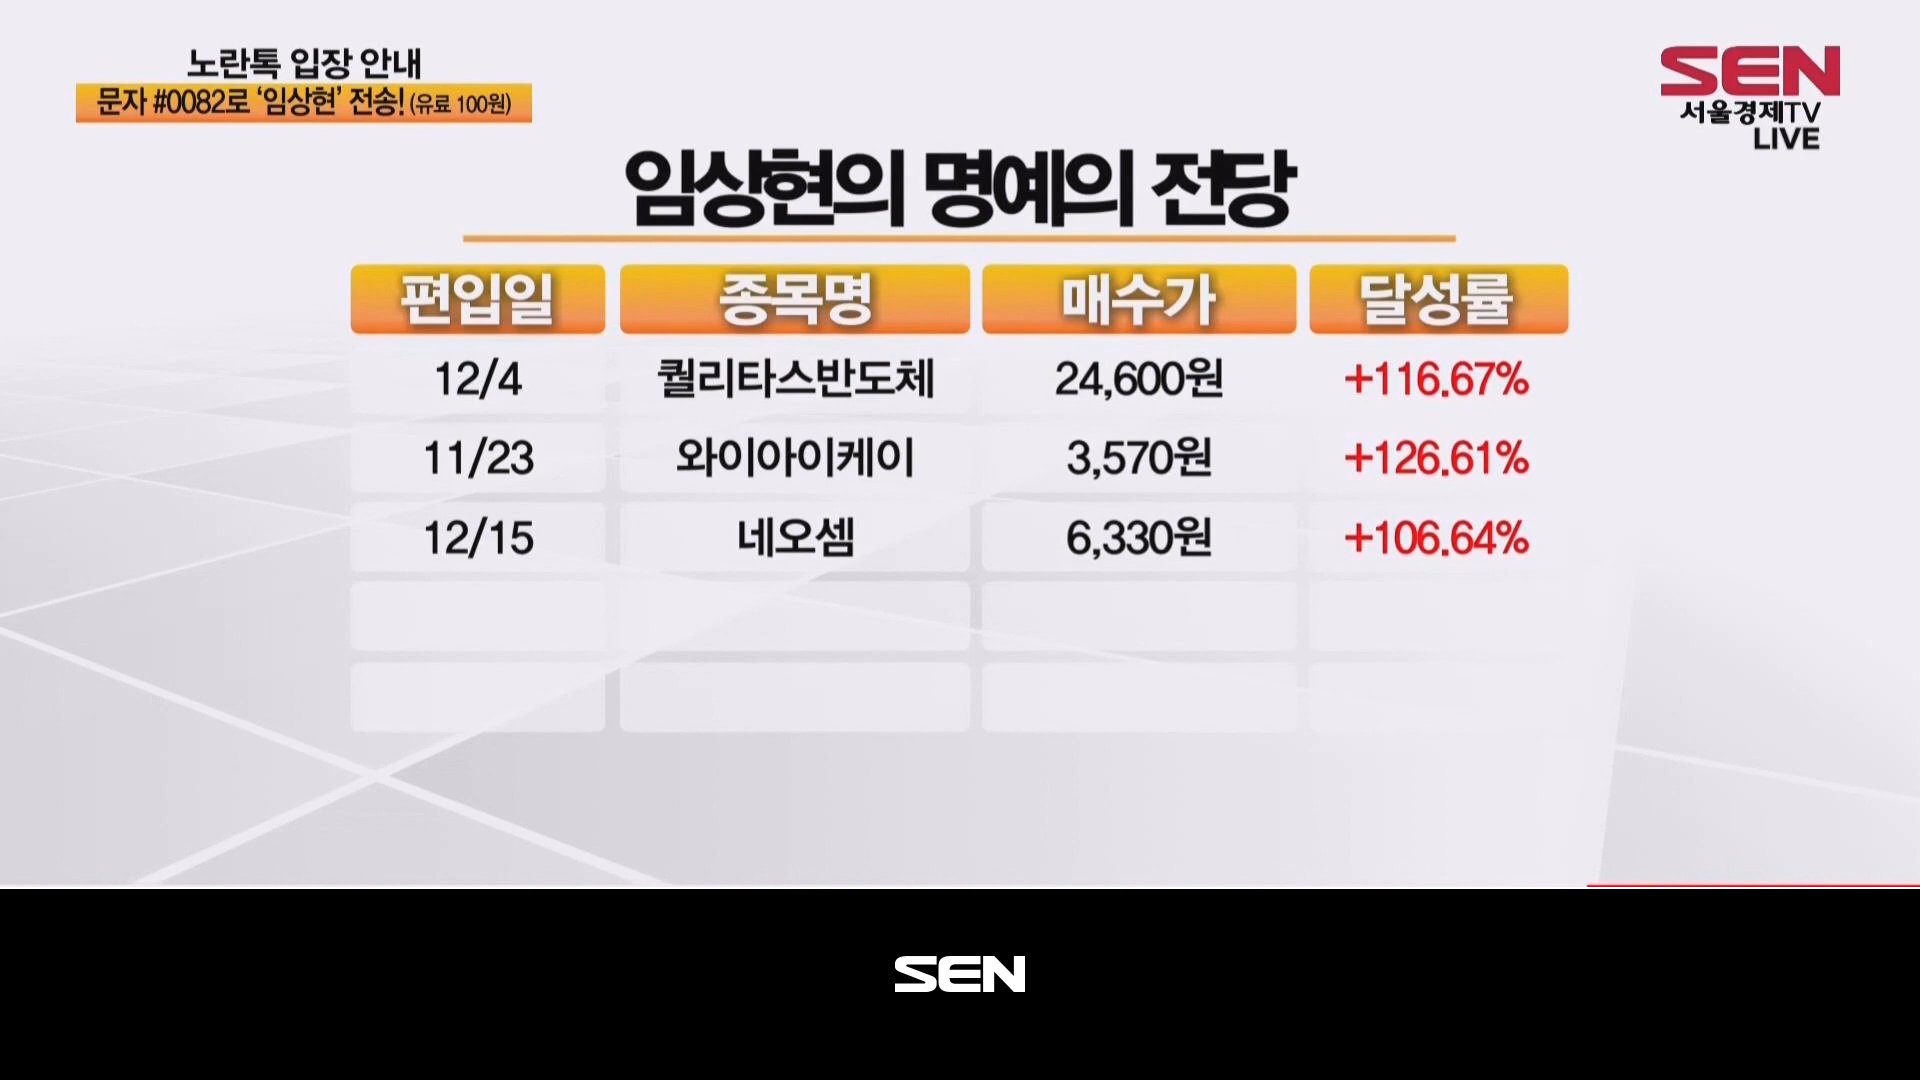 노란톡 입장 안내
문자 #0082로 '임상현' 전송! (유료 100원)
SEN
서울경제TV
LIVE
임상현의 명예의 전당
편입일 종목명 매수가 달성률
12/4 퀄리타스반도체 24,600원 +116.67%
11/23 와이아이케이 3,570원 +126.61%
12/15 네오셈 6,330원 +106.64%
SEN